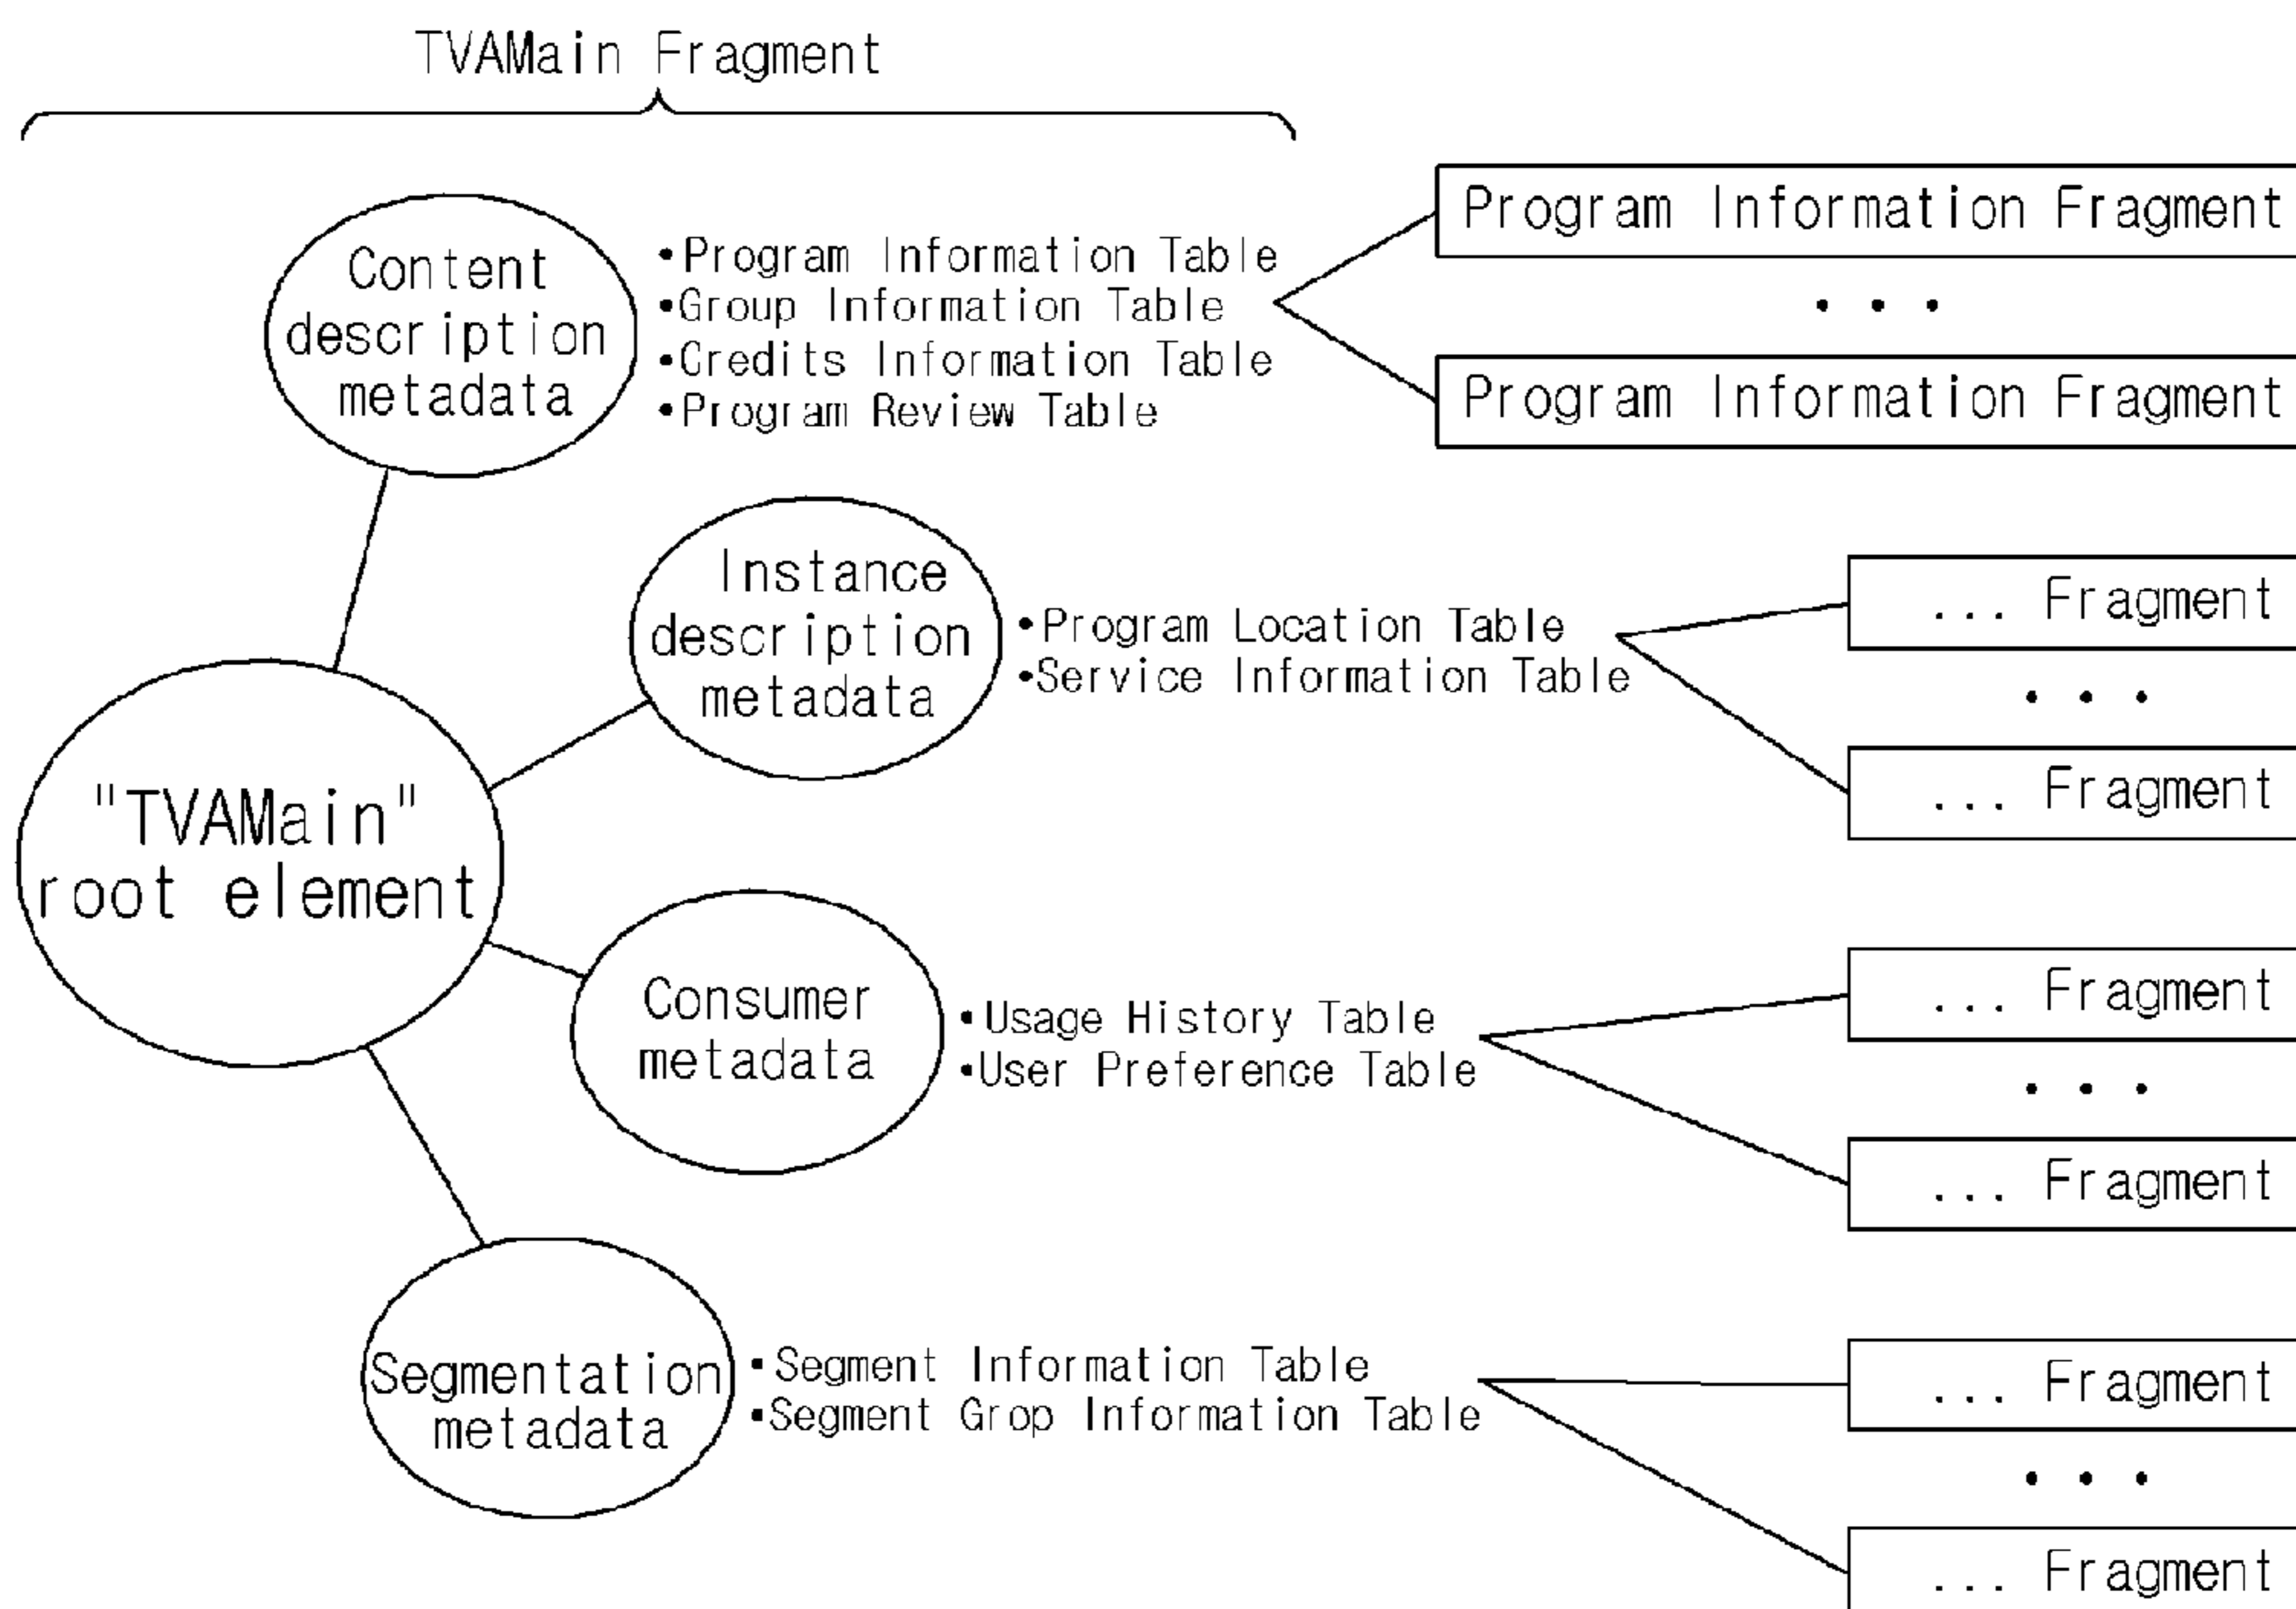 TVAMain Fragment
Content
description
metadata
•Program Information Table
•Group Information Table
•Credits Information Table
•Program Review Table
Program Information Fragment
• • •
Program Information Fragment
Instance
description
metadata
•Program Location Table
•Service Information Table
... Fragment
• • •
... Fragment
"TVAMain"
root element
Consumer
metadata
•Usage History Table
•User Preference Table
... Fragment
• • •
... Fragment
Segmentation
metadata
•Segment Information Table
•Segment Grop Information Table
... Fragment
• • •
... Fragment